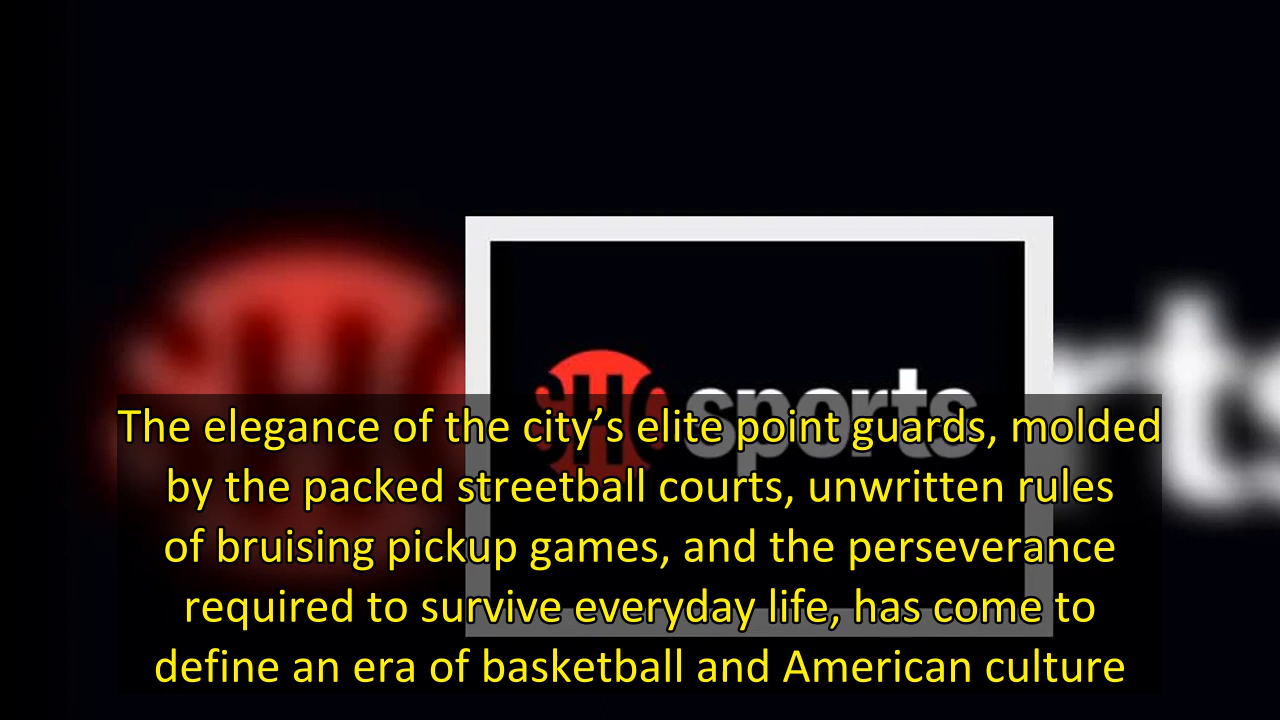 SHO sports
The elegance of the city’s elite point guards, molded
by the packed streetball courts, unwritten rules
of bruising pickup games, and the perseverance
required to survive everyday life, has come to
define an era of basketball and American culture